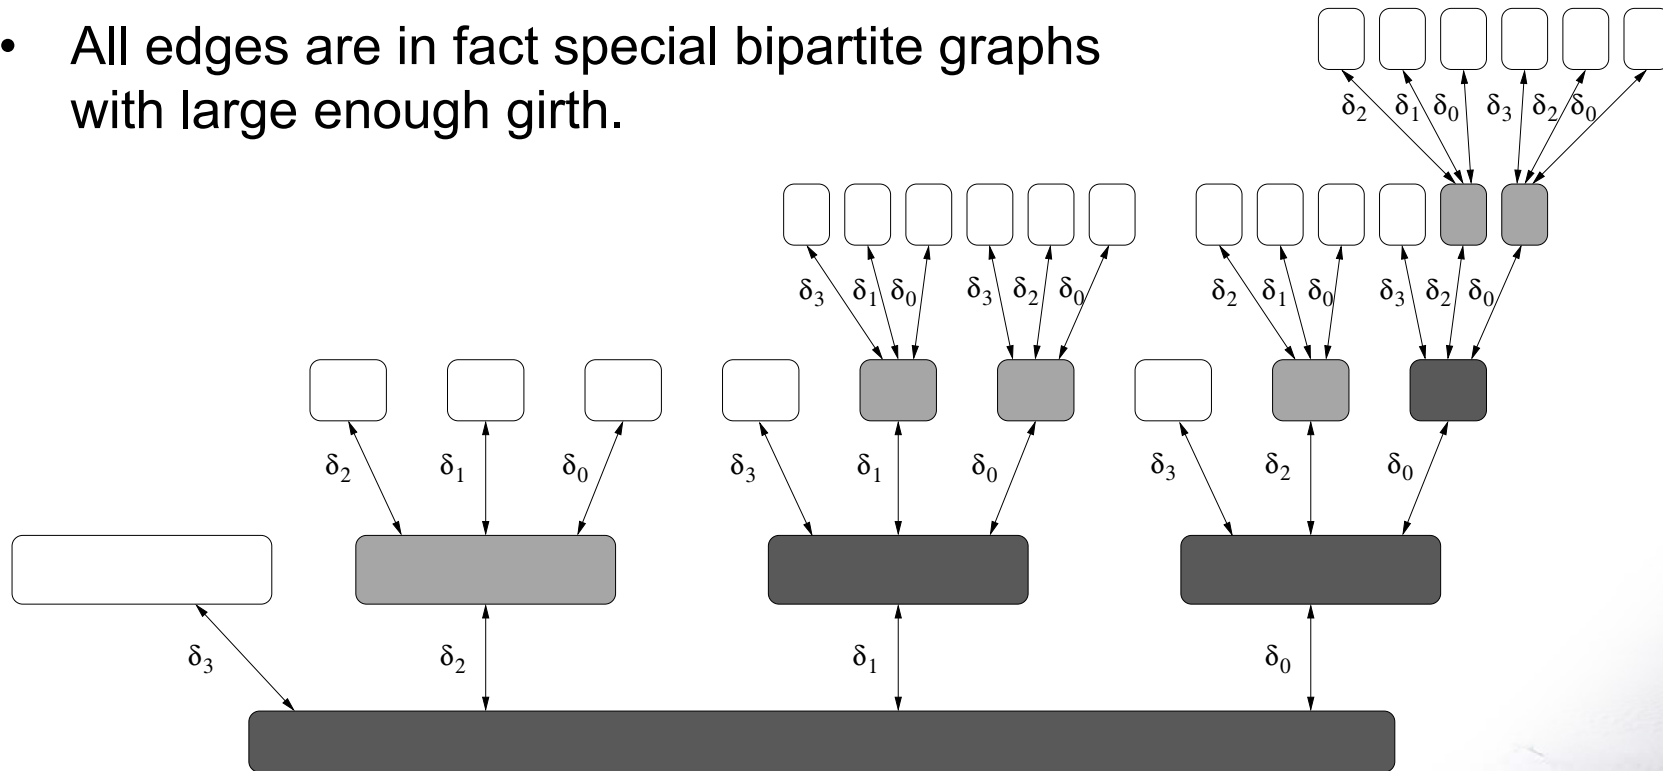 • All edges are in fact special bipartite graphs
with large enough girth.
δ2 δ1 δ0 δ3 δ2 δ0
δ3 δ1 δ0 δ3 δ2 δ0 δ2 δ1 δ0 δ3 δ2 δ0
δ2 δ1 δ0 δ3 δ1 δ0 δ3 δ2 δ0
δ3 δ2 δ1 δ0